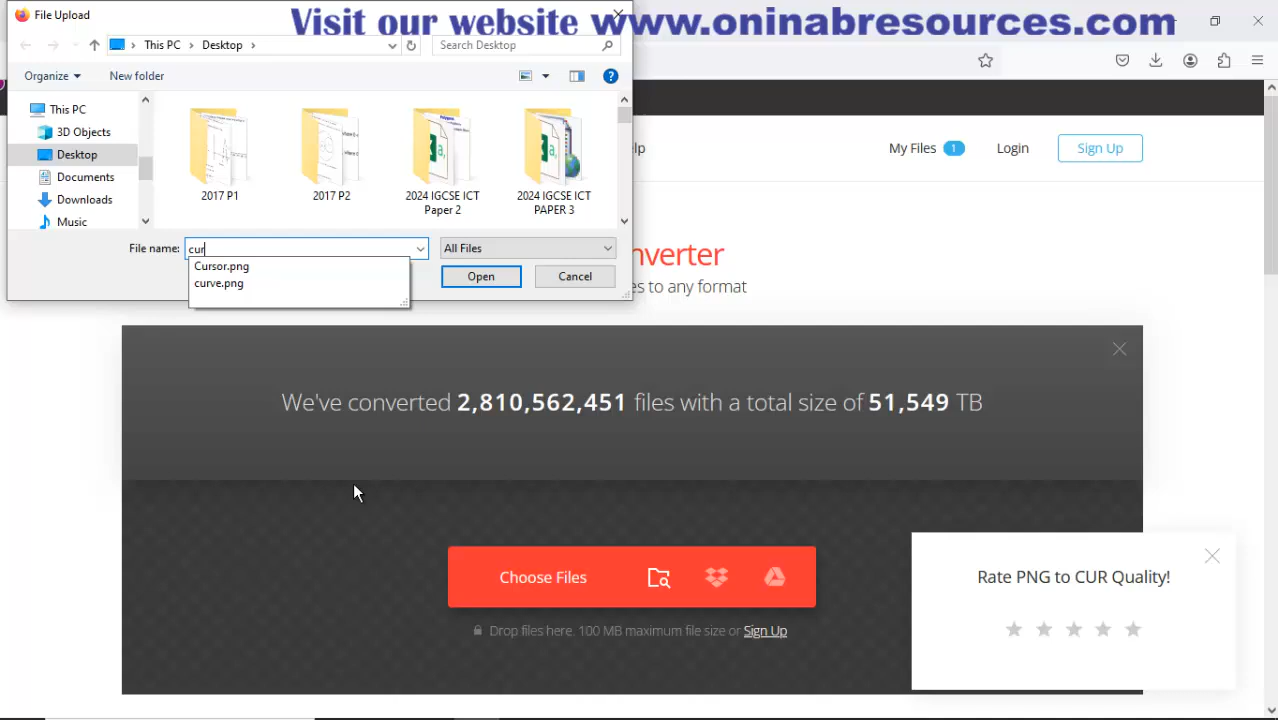 File Upload
Visit our website www.oninabresources.com
This PC
Desktop
Search Desktop
Organize
New folder
This PC
3D Objects
Desktop
Documents
Downloads
Music
2017 P1
2017 P2
2024 IGCSE ICT
Paper 2
2024 IGCSE ICT
PAPER 3
File name:
cur
All Files
Cursor.png
curve.png
Open
Cancel
elp
My Files
1
Login
Sign Up
nverter
es to any format
We've converted 2,810,562,451 files with a total size of 51,549 TB
Choose Files
Drop files here. 100 MB maximum file size or Sign Up
Rate PNG to CUR Quality!